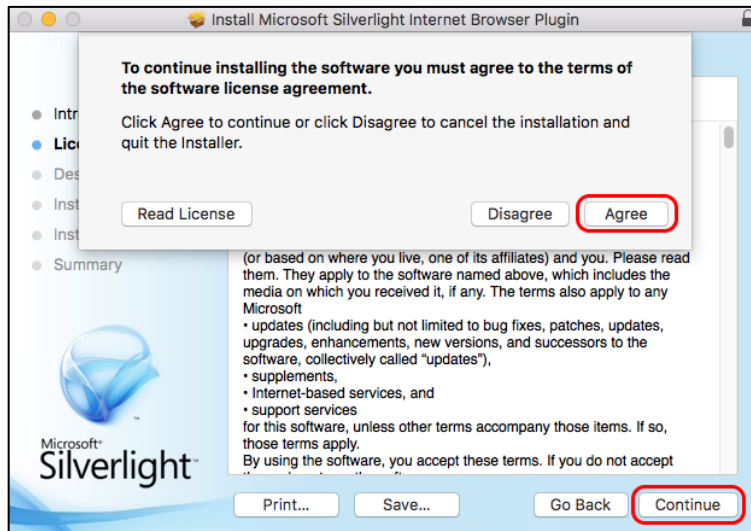 Install Microsoft Silverlight Internet Browser Plugin
To continue installing the software you must agree to the terms of
the software license agreement.
Click Agree to continue or click Disagree to cancel the installation and
quit the Installer.
Read License
Disagree
Agree
Summary
(or based on where you live, one of its affiliates) and you. Please read
them. They apply to the software named above, which includes the
media on which you received it, if any. The terms also apply to any
Microsoft
• updates (including but not limited to bug fixes, patches, updates,
upgrades, enhancements, new versions, and successors to the
software, collectively called “updates”),
• supplements,
• Internet-based services, and
• support services
for this software, unless other terms accompany those items. If so,
those terms apply.
By using the software, you accept these terms. If you do not accept
Microsoft®
Silverlight™
Print...
Save...
Go Back
Continue